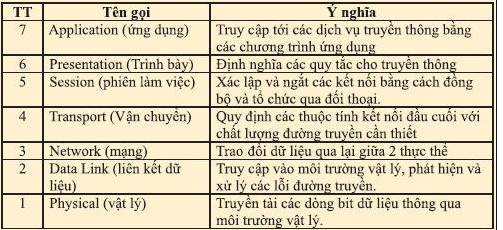 TT Tên gọi Ý nghĩa
7 Application (ứng dụng) Truy cập tới các dịch vụ truyền thông bằng
các chương trình ứng dụng
6 Presentation (Trình bày) Định nghĩa các quy tắc cho truyền thông
5 Session (phiên làm việc) Xác lập và ngắt các kết nối bằng cách đồng
bộ và tổ chức qua đối thoại.
4 Transport (Vận chuyển) Quy định các thuộc tính kết nối đầu cuối với
chất lượng đường truyền cần thiết
3 Network (mạng) Trao đổi dữ liệu qua lại giữa 2 thực thể
2 Data Link (liên kết dữ Truy cập vào môi trường vật lý, phát hiện và
liệu) xử lý các lỗi đường truyền.
1 Physical (vật lý) Truyền tải các dòng bit dữ liệu thông qua
môi trường vật lý.